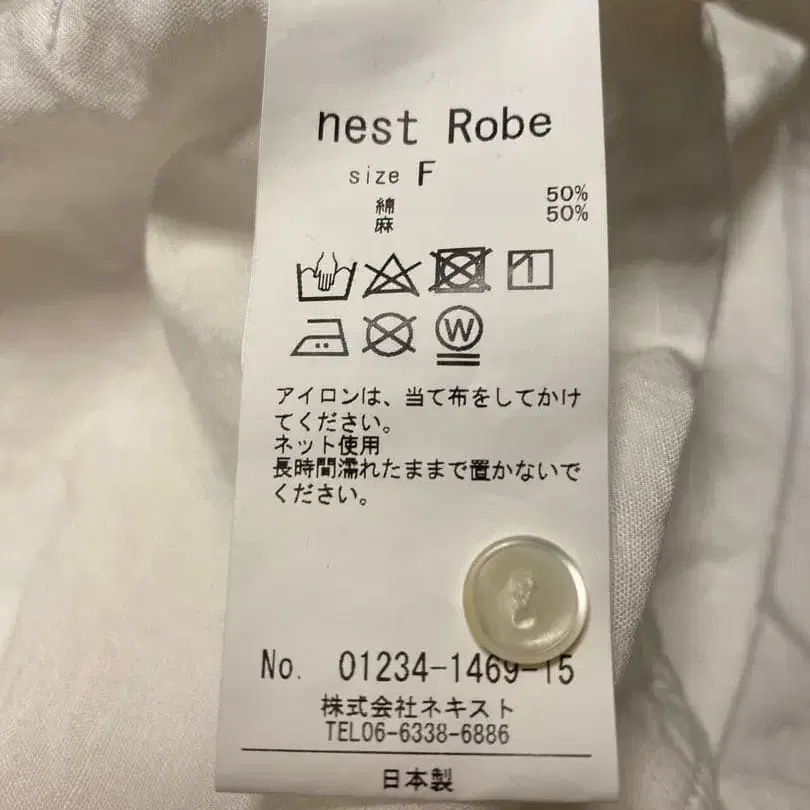 nest Robe
size F
綿 50%
麻 50%
アイロンは、当て布をしてかけ
てください。
ネット使用
長時間濡れたままで置かないで
ください。
No. 01234-1469-15
株式会社ネキスト
TEL06-6338-6886
日本製